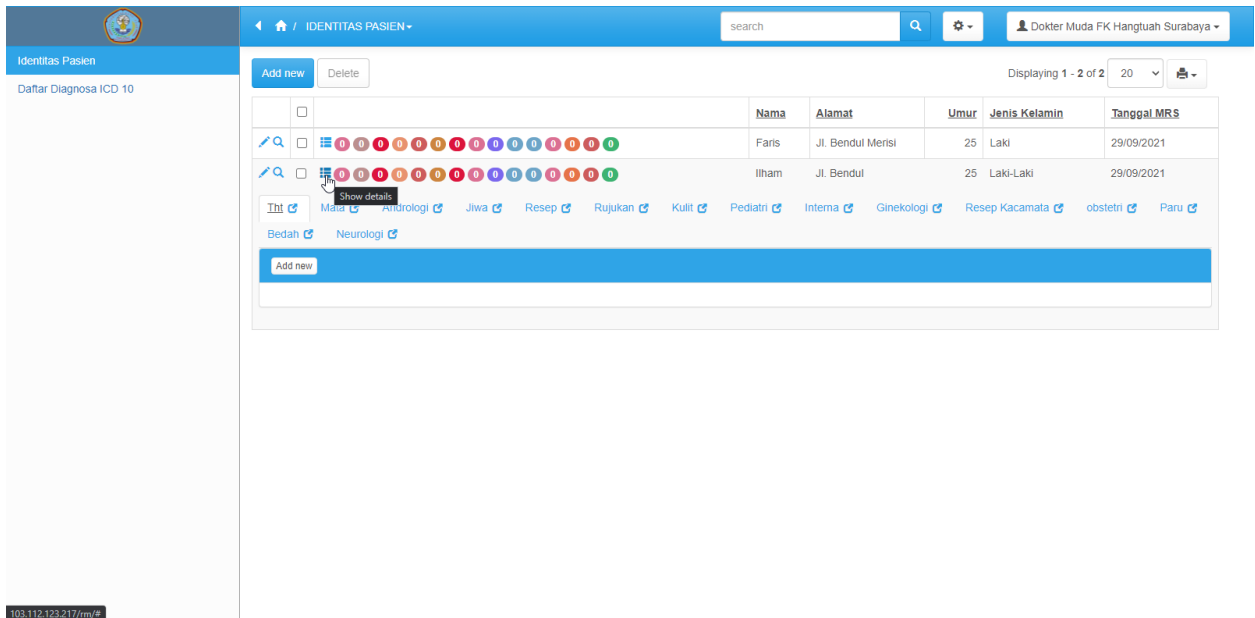 / IDENTITAS PASIEN
search
Dokter Muda FK Hangtuah Surabaya
Identitas Pasien
Daftar Diagnosa ICD 10
Add new Delete
Displaying 1 - 2 of 2 20
Nama Alamat Umur Jenis Kelamin Tanggal MRS
0 0 0 0 0 0 0 0 0 0 0 0 0 0 0 Faris Jl. Bendul Merisi 25 Laki 29/09/2021
0 0 0 0 0 0 0 0 0 0 0 0 0 0 0 Ilham Jl. Bendul 25 Laki-Laki 29/09/2021
Show details
Tht Mata Andrologi Jiwa Resep Rujukan Kulit Pediatri Interna Ginekologi Resep Kacamata obstetri Paru
Bedah Neurologi
Add new
103.112.123.217/rm/#